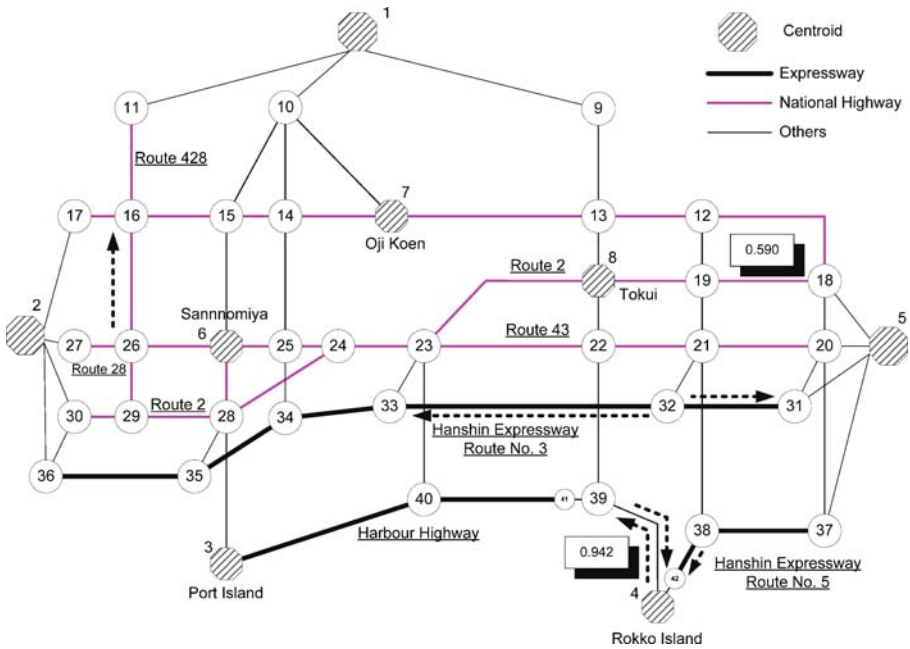 1
Centroid
Expressway
National Highway
Others
11
10
9
Route 428
7
17
16
15
14
13
12
Oji Koen
0.590
8
Route 2
19
18
Tokui
2
Sannnomiya
5
6
Route 43
27
26
25
24
23
22
21
20
Route 28
Route 2
30
29
28
34
33
32
31
Hanshin Expressway
Route No. 3
36
35
40
41
39
38
37
Harbour Highway
3
0.942
Hanshin Expressway
Route No. 5
42
4
Port Island
Rokko Island